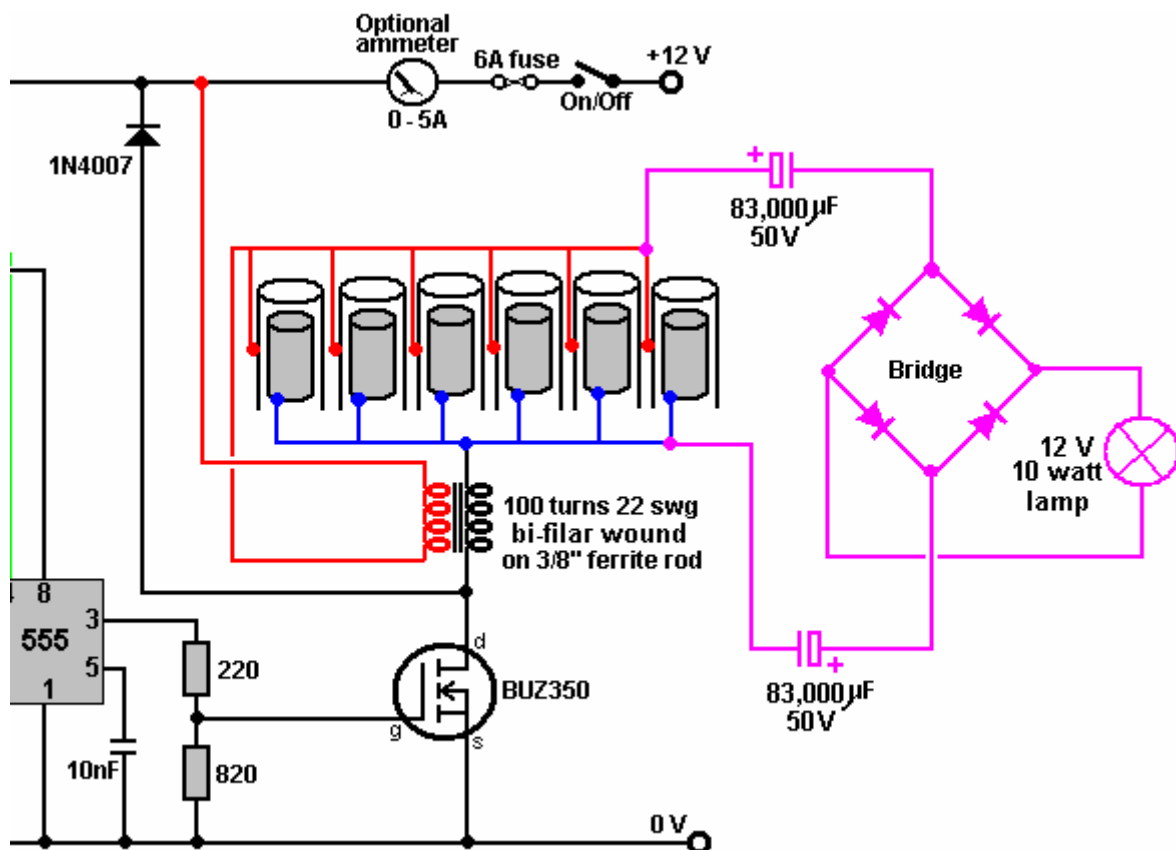 Optional
ammeter
6A fuse
+12 V
On/Off
0 - 5A
1N4007
+
83,000µF
50V
Bridge
12 V
10 watt
lamp
100 turns 22 swg
bi-filar wound
on 3/8" ferrite rod
8
3
555
5
1
220
d
BUZ350
g
s
+
83,000µF
50V
10nF
820
0 V